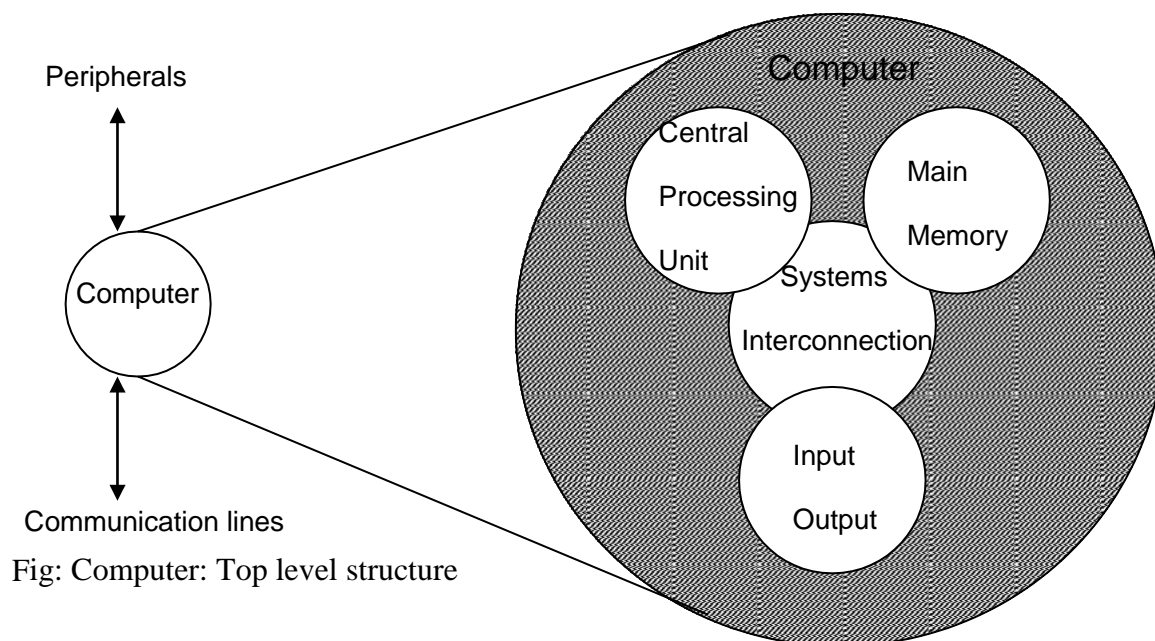 Peripherals
Computer
Communication lines
Fig: Computer: Top level structure
Computer
Central
Processing
Unit
Main
Memory
Systems
Interconnection
Input
Output